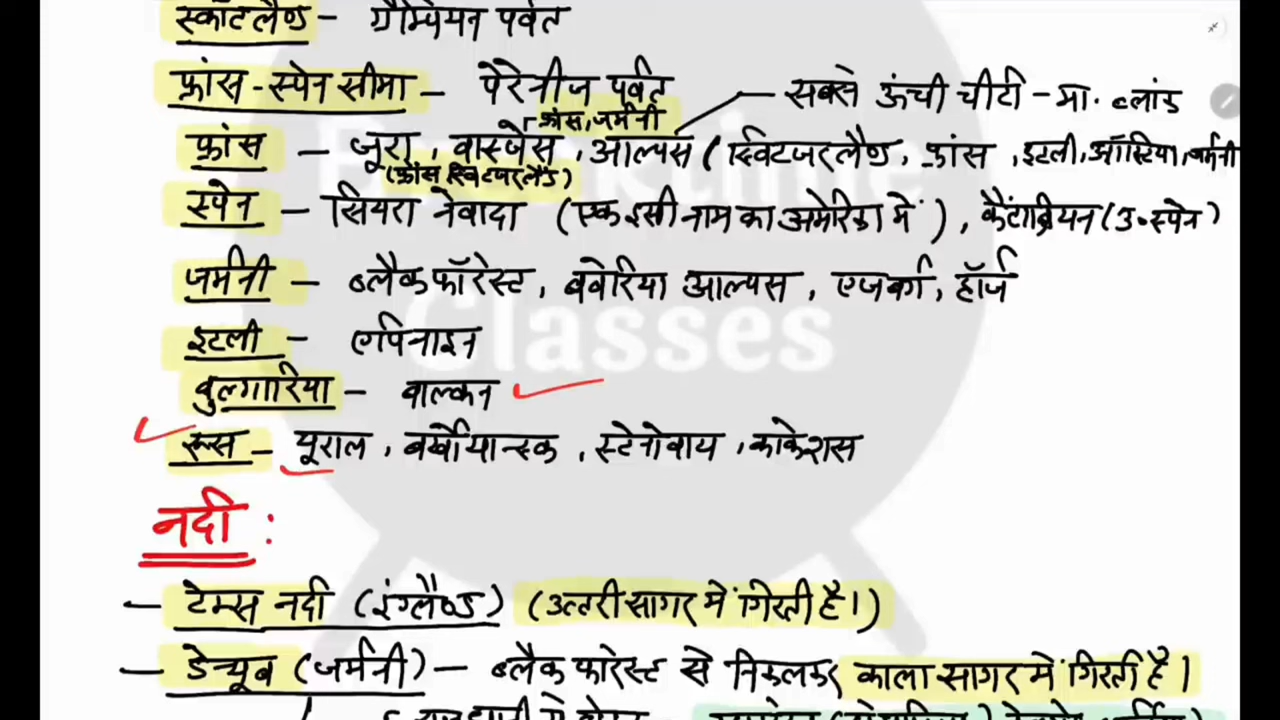 स्कॉटलैण्ड - ग्रैम्पियन पर्वत
फ्रांस-स्पेन सीमा - पेरेनीज पर्वत
सबसे ऊंची चोटी - मा. ब्लांड
फ्रांस, जर्मनी
फ्रांस - जूरा, वास्जेस, आल्पस (स्विटजरलैण्ड, फ्रांस, इटली, ऑस्ट्रिया, जर्मनी
(फ्रांस स्विटजरलैंड)
स्पेन - सियरा नेवादा (एक इसी नाम का अमेरिका में), कैंटाब्रियन (उ॰ स्पेन)
जर्मनी - ब्लैक फॉरेस्ट, बवेरिया आल्पस, एजबर्ग, हॉर्ज
इटली - एपिनाइन
बुल्गारिया - बाल्कन
रूस - यूराल, बर्खोयान्स्क, स्टेनोवाय, काकेशस
नदी :
- टेम्स नदी (इंग्लैण्ड) (उत्तरी सागर में गिरती है।)
- डेन्यूब (जर्मनी) - ब्लैक फारेस्ट से निकलकर काला सागर में गिरती है।
Classes